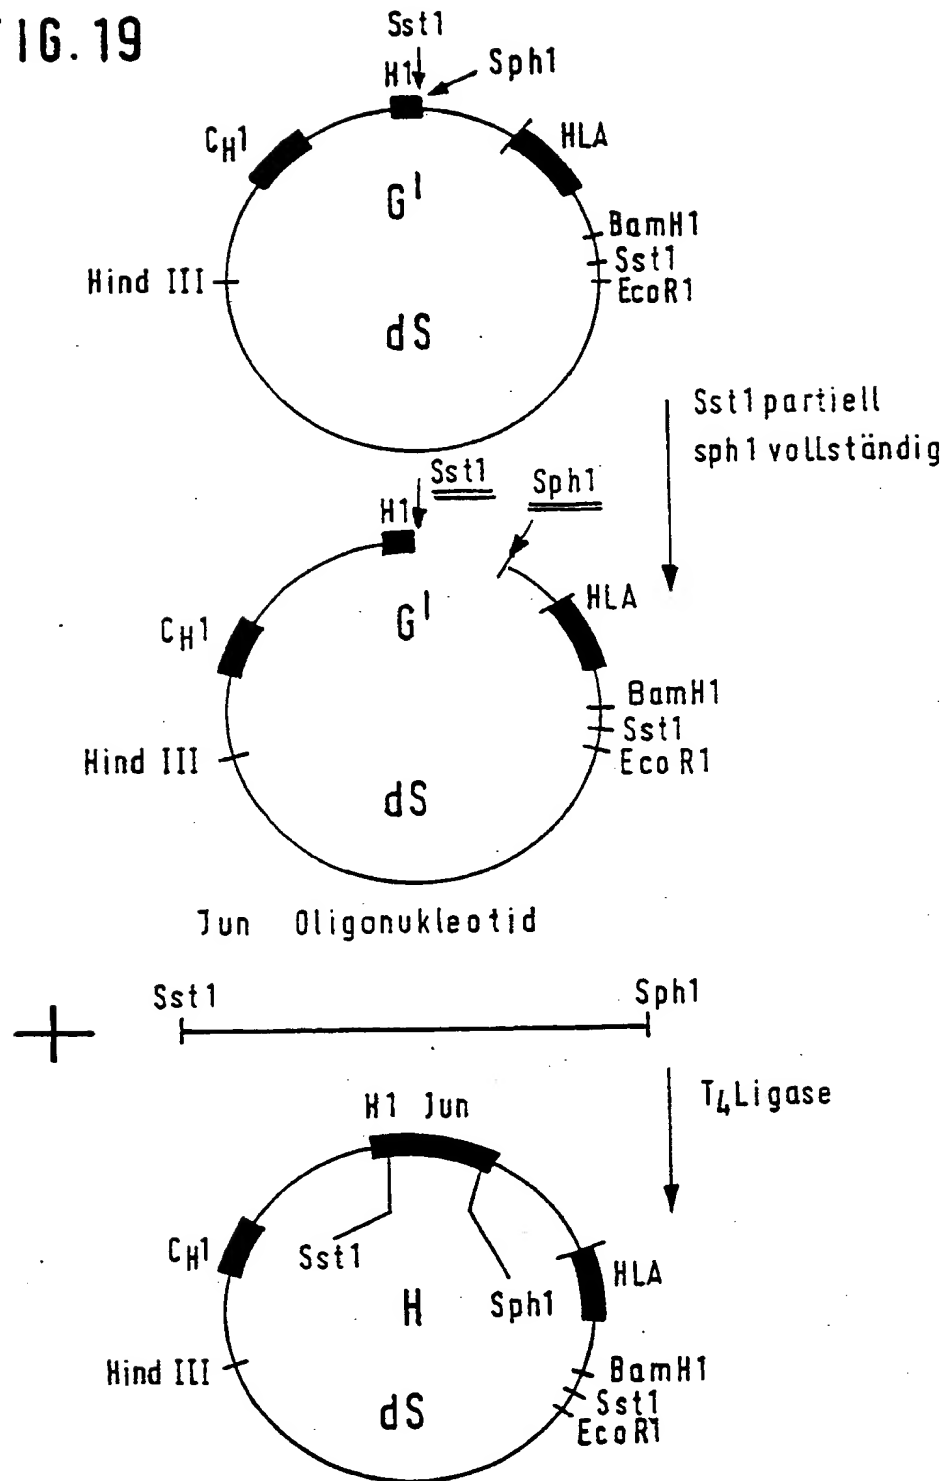 FIG. 19
Sst1
H1
Sph1
CH1
HLA
G^I
BamH1
Sst1
EcoR1
Hind III
dS
Sst1 partiell
sph1 vollständig
Sst1
Sph1
H1
HLA
CH1
G^I
BamH1
Sst1
Eco R1
Hind III
dS
Jun Oligonukleotid
Sst1
Sph1
+
T4 Ligase
H1 Jun
CH1
Sst1
HLA
H
Sph1
Hind III
BamH1
Sst1
EcoR1
dS